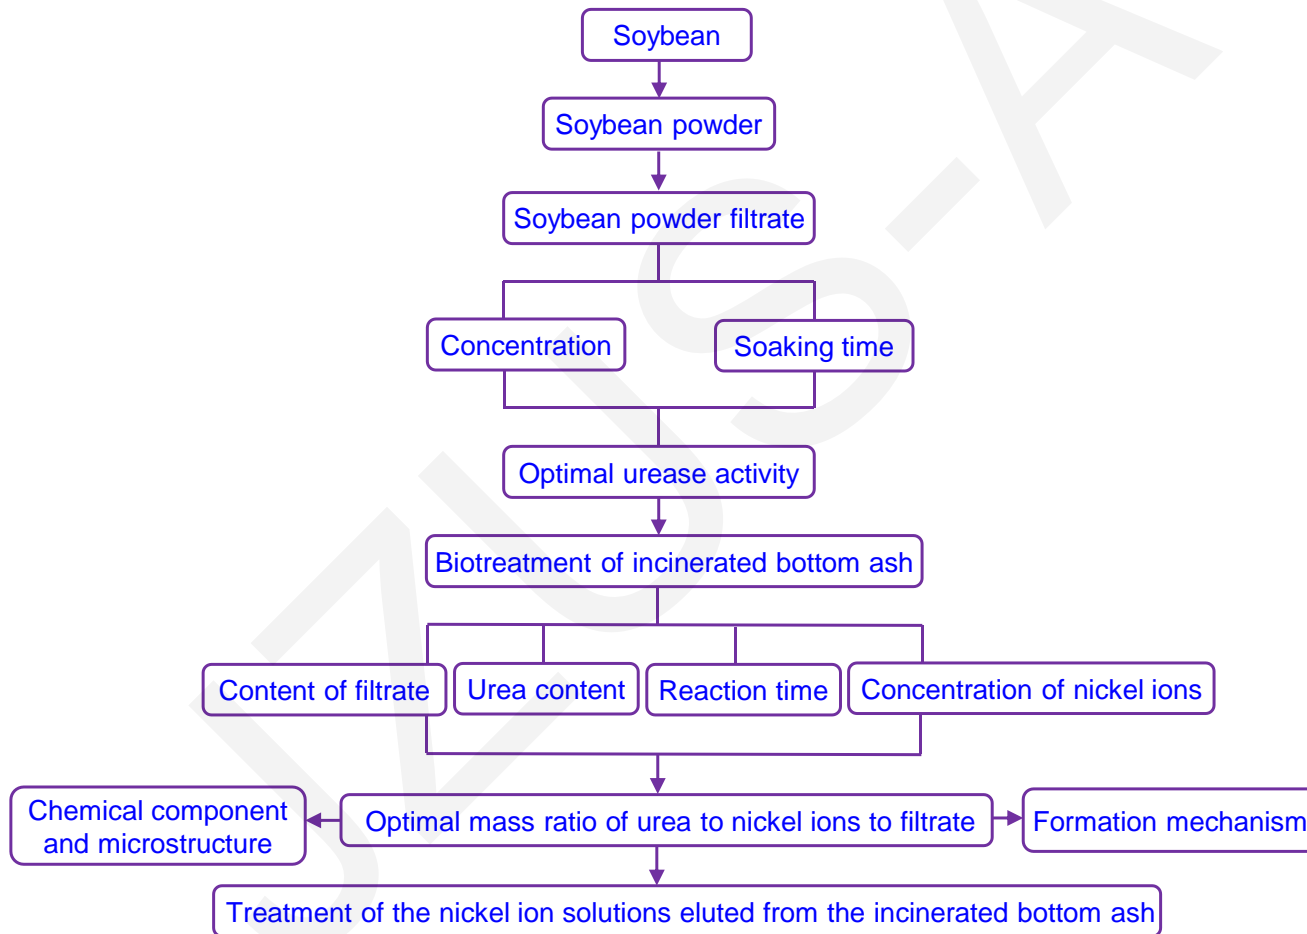 Soybean
Soybean powder
Soybean powder filtrate
Concentration
Soaking time
Optimal urease activity
Biotreatment of incinerated bottom ash
Content of filtrate
Urea content
Reaction time
Concentration of nickel ions
Chemical component
and microstructure
Optimal mass ratio of urea to nickel ions to filtrate
Formation mechanism
Treatment of the nickel ion solutions eluted from the incinerated bottom ash
JZUS-A